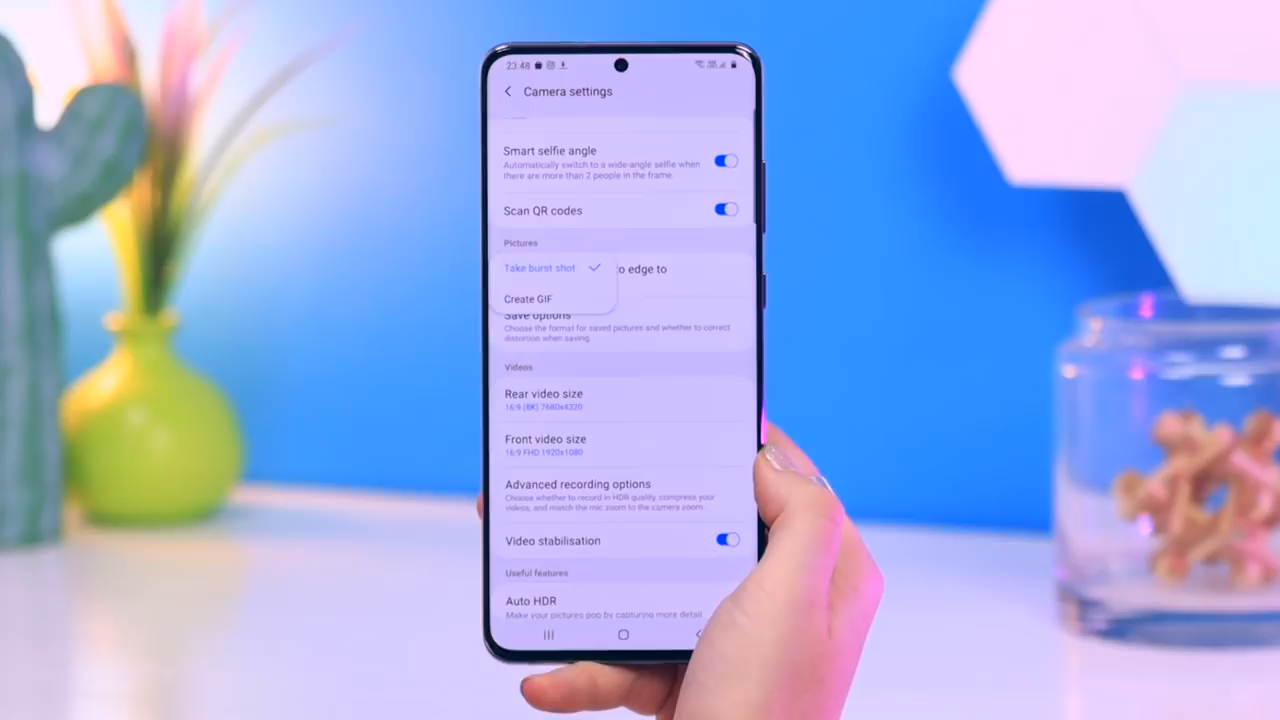 23:48
Camera settings
Smart selfie angle
Automatically switch to a wide-angle selfie when
there are more than 2 people in the frame.
Scan QR codes
Pictures
Take burst shot
to edge to
Create GIF
Save options
Choose the format for saved pictures and whether to correct
distortion when saving.
Videos
Rear video size
16:9 (8K) 7680x4320
Front video size
16:9 FHD 1920x1080
Advanced recording options
Choose whether to record in HDR quality, compress your
videos, and match the mic zoom to the camera zoom.
Video stabilisation
Useful features
Auto HDR
Make your pictures pop by capturing more detail